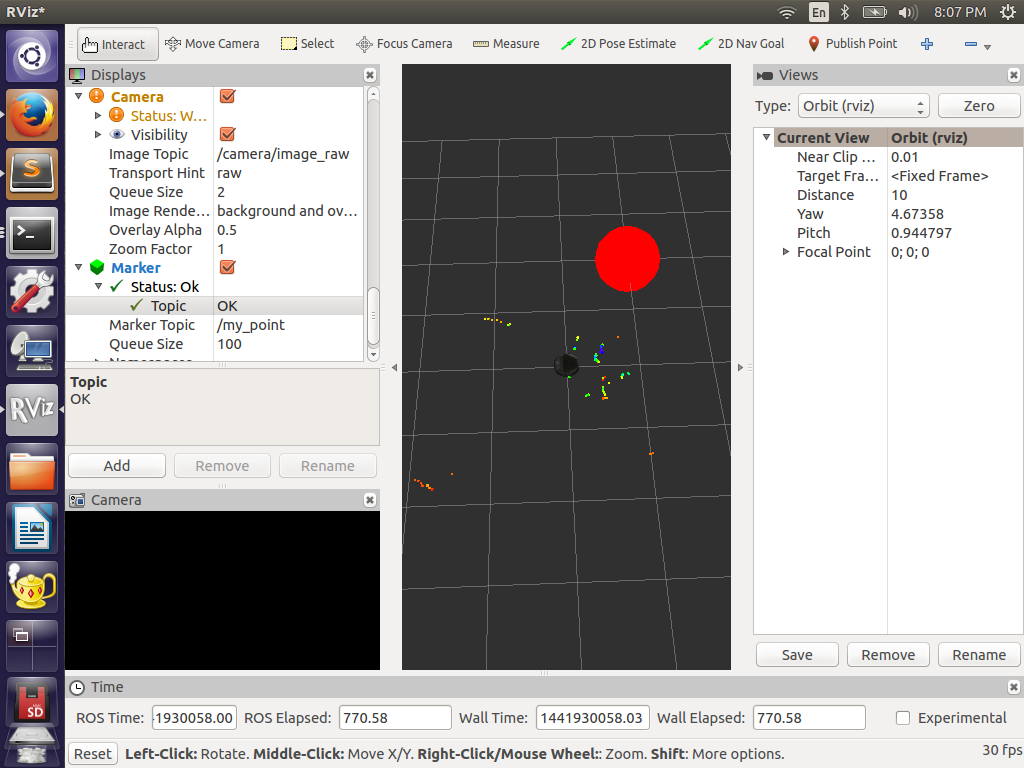 RViz*
En
8:07 PM
Interact
Move Camera
Select
Focus Camera
Measure
2D Pose Estimate
2D Nav Goal
Publish Point
Displays
Camera
Status: W...
Visibility
Image Topic /camera/image_raw
Transport Hint raw
Queue Size 2
Image Rende... background and ov...
Overlay Alpha 0.5
Zoom Factor 1
Marker
Status: Ok
Topic OK
Marker Topic /my_point
Queue Size 100
Topic
OK
Add
Remove
Rename
Camera
Views
Type: Orbit (rviz) Zero
Current View Orbit (rviz)
Near Clip ... 0.01
Target Fra... <Fixed Frame>
Distance 10
Yaw 4.67358
Pitch 0.944797
Focal Point 0; 0; 0
Save
Remove
Rename
RViz
SD
Time
ROS Time: 1930058.00 ROS Elapsed: 770.58 Wall Time: 1441930058.03 Wall Elapsed: 770.58 Experimental
Reset Left-Click: Rotate. Middle-Click: Move X/Y. Right-Click/Mouse Wheel:: Zoom. Shift: More options. 30 fps